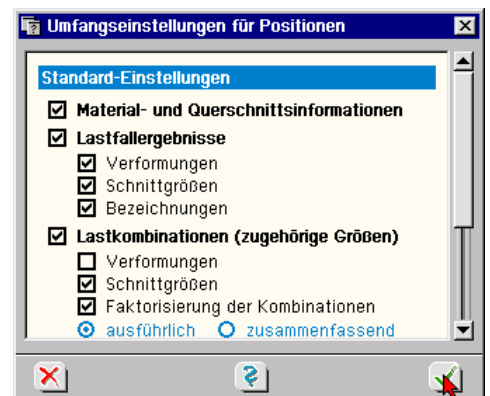 Umfangseinstellungen für Positionen
Standard-Einstellungen
Material- und Querschnittsinformationen
Lastfallergebnisse
Verformungen
Schnittgrößen
Bezeichnungen
Lastkombinationen (zugehörige Größen)
Verformungen
Schnittgrößen
Faktorisierung der Kombinationen
ausführlich zusammenfassend